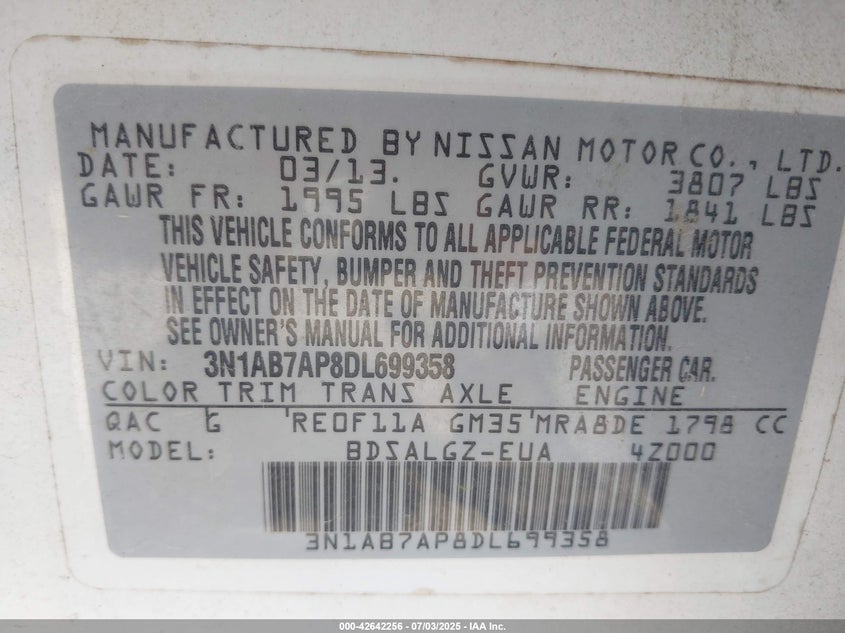 MANUFACTURED BY NISSAN MOTOR CO., LTD.
DATE: 03/13. GVWR: 3807 LBS
GAWR FR: 1995 LBS GAWR RR: 1841 LBS
THIS VEHICLE CONFORMS TO ALL APPLICABLE FEDERAL MOTOR
VEHICLE SAFETY, BUMPER AND THEFT PREVENTION STANDARDS
IN EFFECT ON THE DATE OF MANUFACTURE SHOWN ABOVE.
SEE OWNER'S MANUAL FOR ADDITIONAL INFORMATION.
VIN: 3N1AB7AP8DL699358 PASSENGER CAR.
COLOR TRIM TRANS AXLE ENGINE
QAC G RE0F11A GM35 MRA8DE 1798 CC
MODEL: BDSALGZ-EUA 4Z000
3N1AB7AP8DL699358
000-42642256 - 07/03/2025 - IAA Inc.